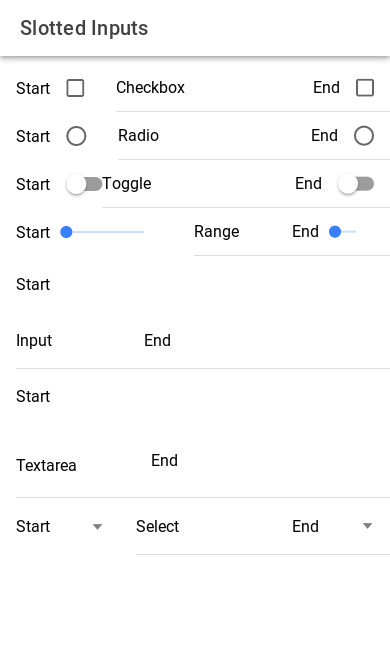 Slotted Inputs
Start Checkbox End
Start Radio End
Start Toggle End
Start Range End
Start
Input End
Start
Textarea End
Start Select End